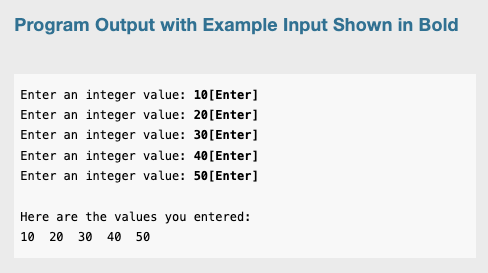 Program Output with Example Input Shown in Bold
Enter an integer value: 10[Enter]
Enter an integer value: 20[Enter]
Enter an integer value: 30[Enter]
Enter an integer value: 40[Enter]
Enter an integer value: 50[Enter]
Here are the values you entered:
10  20  30  40  50